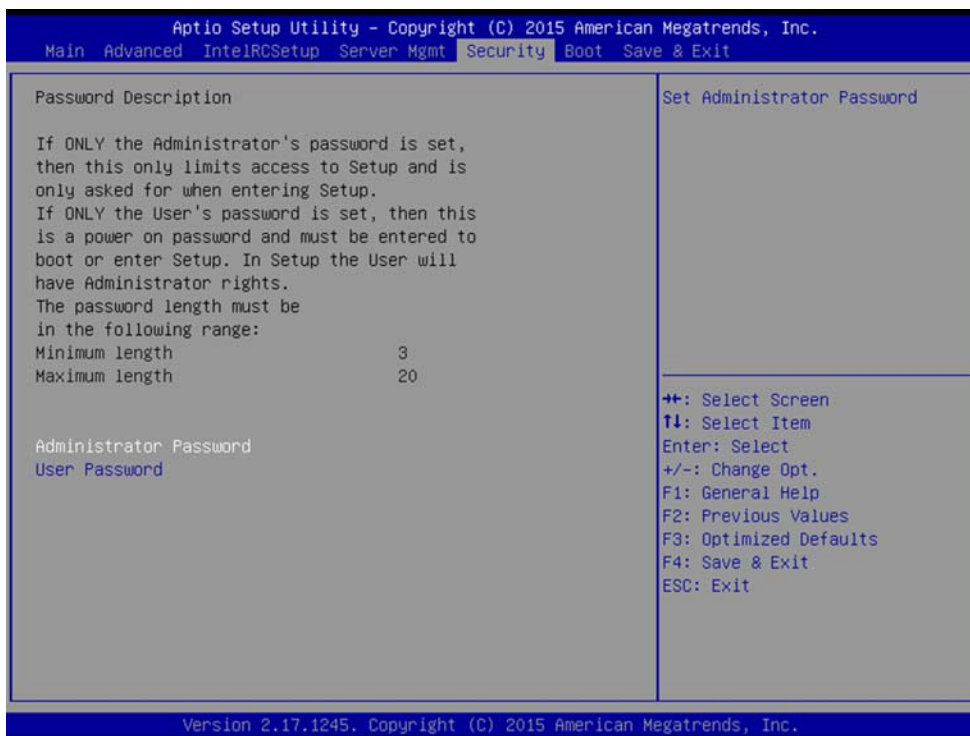 Aptio Setup Utility – Copyright (C) 2015 American Megatrends, Inc.
Main Advanced IntelRCSetup Server Mgmt Security Boot Save & Exit
Password Description
If ONLY the Administrator's password is set,
then this only limits access to Setup and is
only asked for when entering Setup.
If ONLY the User's password is set, then this
is a power on password and must be entered to
boot or enter Setup. In Setup the User will
have Administrator rights.
The password length must be
in the following range:
Minimum length 3
Maximum length 20
Administrator Password
User Password
Set Administrator Password
→←: Select Screen
↑↓: Select Item
Enter: Select
+/-: Change Opt.
F1: General Help
F2: Previous Values
F3: Optimized Defaults
F4: Save & Exit
ESC: Exit
Version 2.17.1245. Copyright (C) 2015 American Megatrends, Inc.